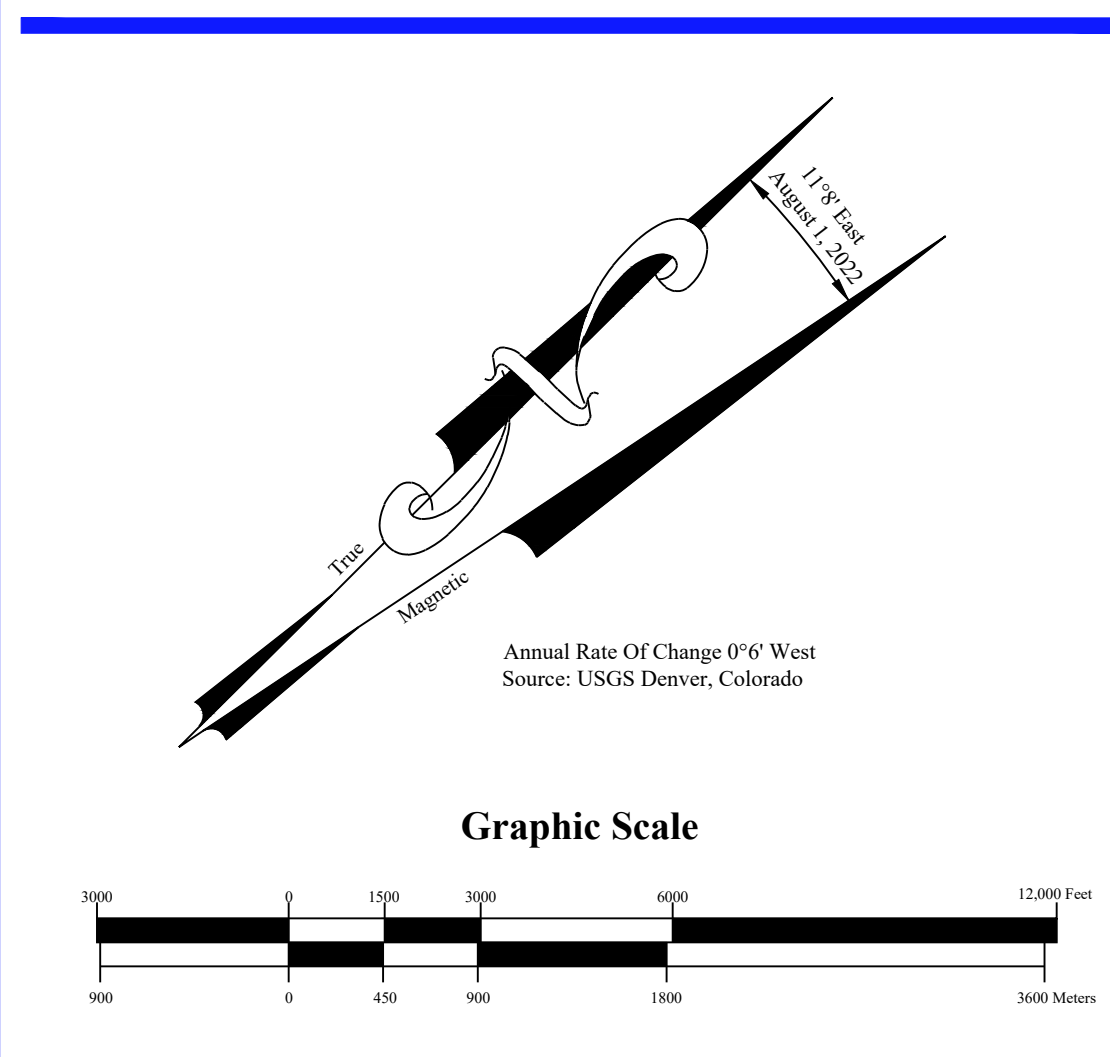 11°8' East
August 1, 2022
True
Magnetic
Annual Rate Of Change 0°6' West
Source: USGS Denver, Colorado
Graphic Scale
3000 0 1500 3000 6000 12,000 Feet
900 0 450 900 1800 3600 Meters